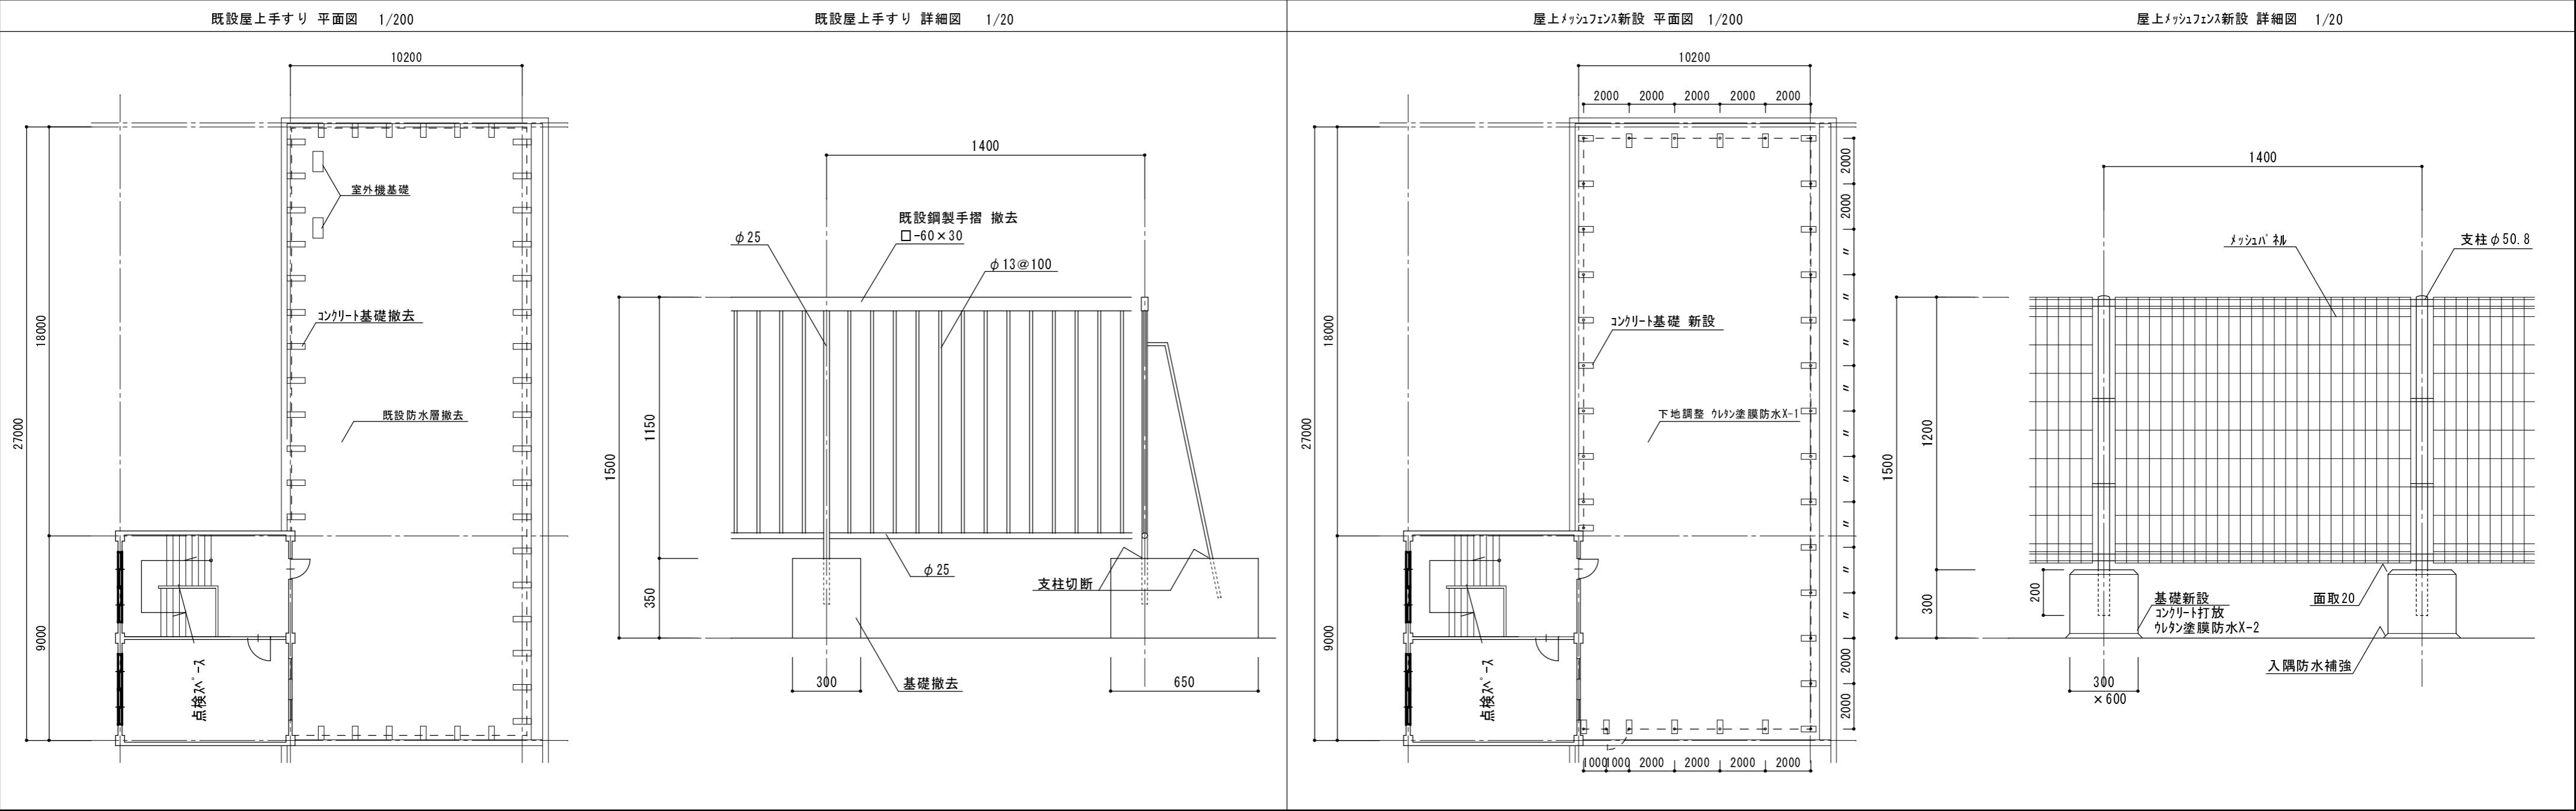 既設屋上手すり 平面図 1/200
10200
27000
18000
9000
室外機基礎
ｺﾝｸﾘｰﾄ基礎撤去
既設防水層撤去
点検ｽﾍﾟｰｽ
既設屋上手すり 詳細図 1/20
1400
既設鋼製手摺 撤去
□-60×30
φ25
φ13@100
1500
1150
350
φ25
支柱切断
基礎撤去
300
650
屋上ﾒｯｼｭﾌｪﾝｽ新設 平面図 1/200
10200
2000 2000 2000 2000 2000
27000
18000
9000
ｺﾝｸﾘｰﾄ基礎 新設
下地調整 ｳﾚﾀﾝ塗膜防水X-1
点検ｽﾍﾟｰｽ
2000
2000
〃
〃
〃
〃
〃
〃
〃
〃
〃
2000
2000
1000 1000 2000 2000 2000 2000
屋上ﾒｯｼｭﾌｪﾝｽ新設 詳細図 1/20
1400
ﾒｯｼｭﾊﾟﾈﾙ
支柱φ50.8
1500
1200
300
200
基礎新設
ｺﾝｸﾘｰﾄ打放
ｳﾚﾀﾝ塗膜防水X-2
面取20
入隅防水補強
300
×600